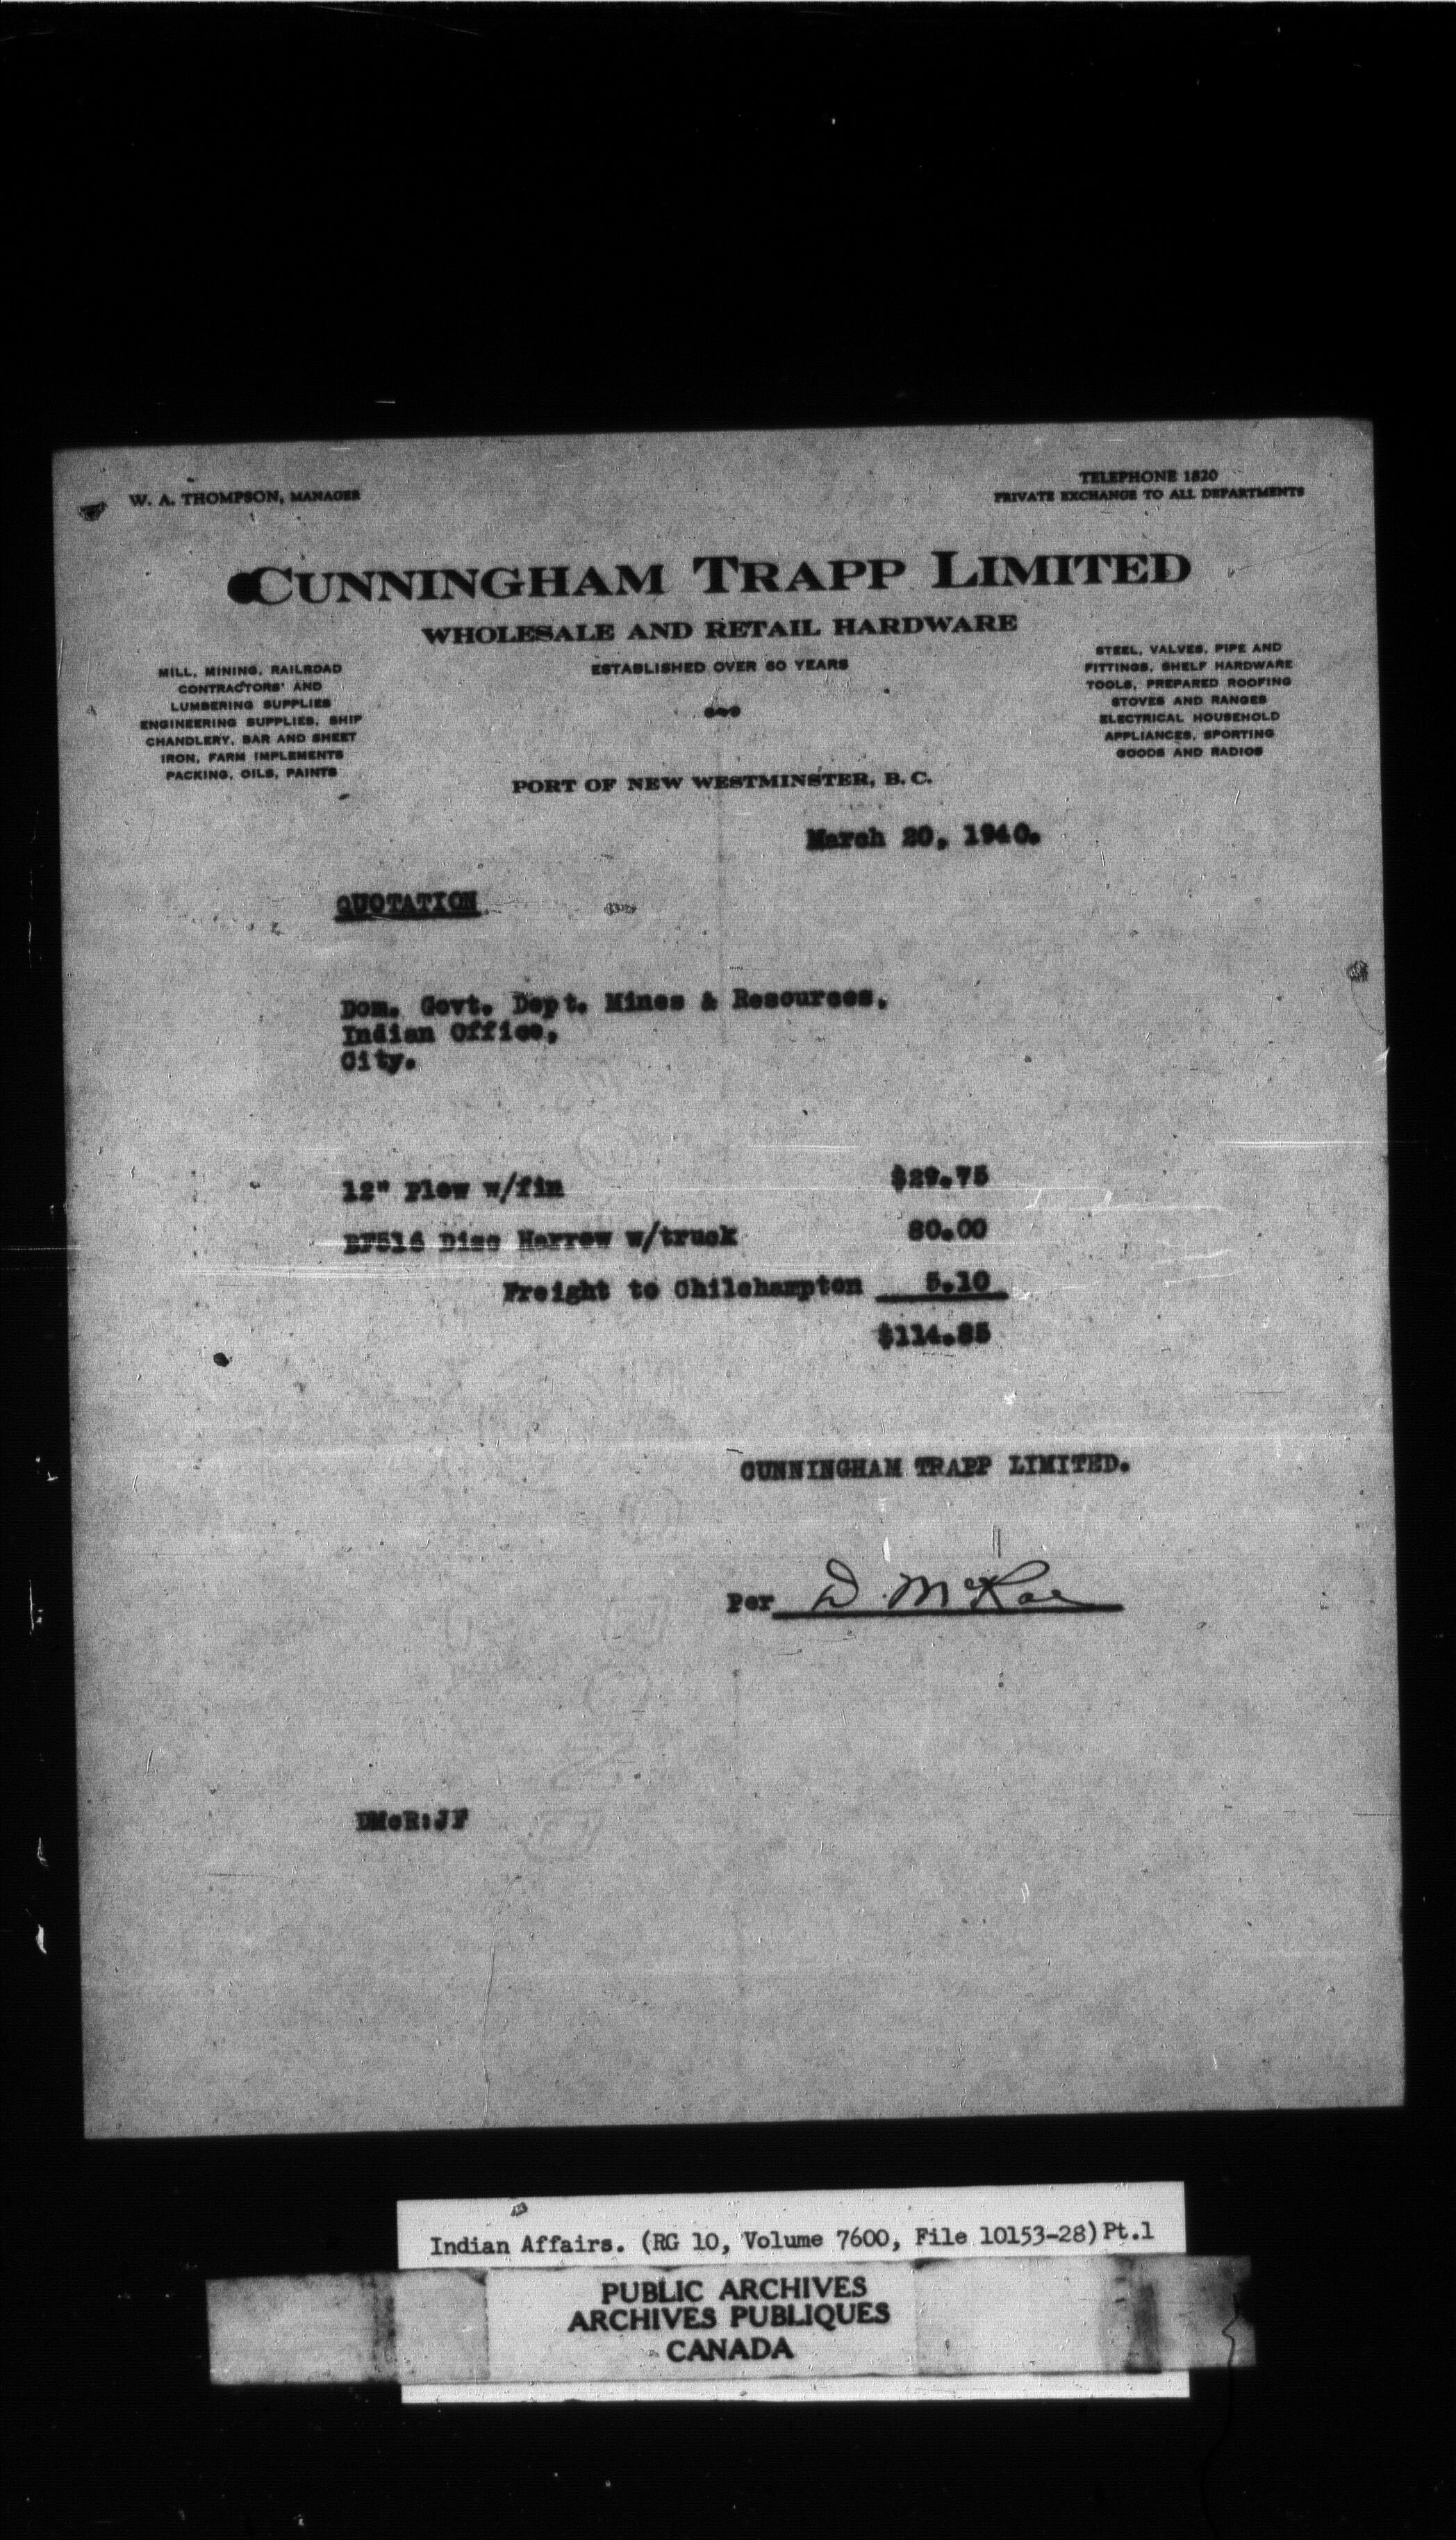 W. A. THOMPSON, MANAGER
TELEPHONE 1820
PRIVATE EXCHANGE TO ALL DEPARTMENTS
CUNNINGHAM TRAPP LIMITED
WHOLESALE AND RETAIL HARDWARE
ESTABLISHED OVER 60 YEARS
MILL, MINING, RAILROAD
CONTRACTORS' AND
LUMBERING SUPPLIES
ENGINEERING SUPPLIES, SHIP
CHANDLERY, BAR AND SHEET
IRON, FARM IMPLEMENTS
PACKING, OILS, PAINTS
STEEL, VALVES, PIPE AND
FITTINGS, SHELF HARDWARE
TOOLS, PREPARED ROOFING
STOVES AND RANGES
ELECTRICAL HOUSEHOLD
APPLIANCES, SPORTING
GOODS AND RADIOS
PORT OF NEW WESTMINSTER, B. C.
March 20, 1940.
QUOTATION
Dom. Govt. Dept. Mines & Resources,
Indian Office,
City.
12" Plow w/fin $29.75
Disc Harrow w/truck 80.00
Freight to Chilchampton 5.10
$114.85
CUNNINGHAM TRAPP LIMITED.
Per D. McRae
DMcR:JF
Indian Affairs. (RG 10, Volume 7600, File 10153-28) Pt.1
PUBLIC ARCHIVES
ARCHIVES PUBLIQUES
CANADA